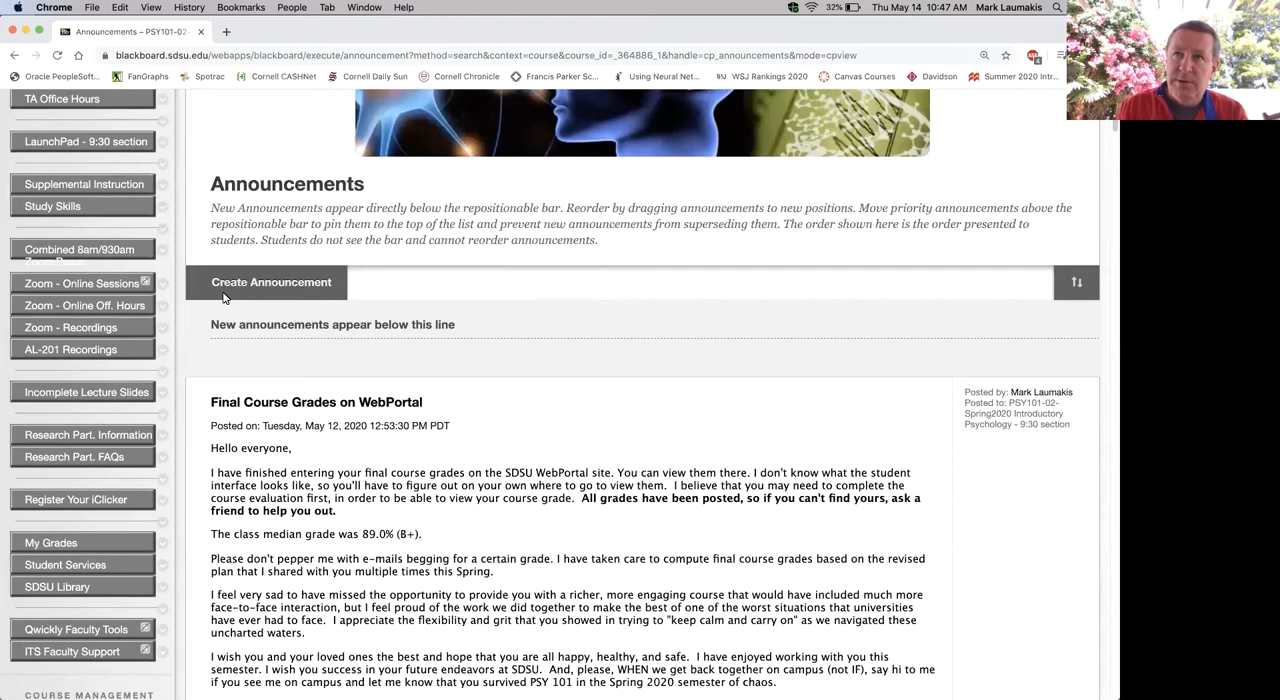 Chrome File Edit View History Bookmarks People Tab Window Help 32% Thu May 14 10:47 AM Mark Laumakis
Announcements – PSY101-02-
blackboard.sdsu.edu/webapps/blackboard/execute/announcement?method=search&context=course&course_id=_364886_1&handle=cp_announcements&mode=cpview
Oracle PeopleSoft... FanGraphs Spotrac Cornell CASHNet Cornell Daily Sun Cornell Chronicle Francis Parker Sc... Using Neural Net... WSJ Rankings 2020 Canvas Courses Davidson Summer 2020 Intr...
TA Office Hours
LaunchPad - 9:30 section
Supplemental Instruction
Study Skills
Combined 8am/930am
Zoom - Online Sessions
Zoom - Online Off. Hours
Zoom - Recordings
AL-201 Recordings
Incomplete Lecture Slides
Research Part. Information
Research Part. FAQs
Register Your iClicker
My Grades
Student Services
SDSU Library
Qwickly Faculty Tools
ITS Faculty Support
COURSE MANAGEMENT
Announcements
New Announcements appear directly below the repositionable bar. Reorder by dragging announcements to new positions. Move priority announcements above the
repositionable bar to pin them to the top of the list and prevent new announcements from superseding them. The order shown here is the order presented to
students. Students do not see the bar and cannot reorder announcements.
Create Announcement
New announcements appear below this line
Final Course Grades on WebPortal
Posted on: Tuesday, May 12, 2020 12:53:30 PM PDT
Hello everyone,
I have finished entering your final course grades on the SDSU WebPortal site. You can view them there. I don't know what the student
interface looks like, so you'll have to figure out on your own where to go to view them. I believe that you may need to complete the
course evaluation first, in order to be able to view your course grade. All grades have been posted, so if you can't find yours, ask a
friend to help you out.
The class median grade was 89.0% (B+).
Please don't pepper me with e-mails begging for a certain grade. I have taken care to compute final course grades based on the revised
plan that I shared with you multiple times this Spring.
I feel very sad to have missed the opportunity to provide you with a richer, more engaging course that would have included much more
face-to-face interaction, but I feel proud of the work we did together to make the best of one of the worst situations that universities
have ever had to face. I appreciate the flexibility and grit that you showed in trying to "keep calm and carry on" as we navigated these
uncharted waters.
I wish you and your loved ones the best and hope that you are all happy, healthy, and safe. I have enjoyed working with you this
semester. I wish you success in your future endeavors at SDSU. And, please, WHEN we get back together on campus (not IF), say hi to me
if you see me on campus and let me know that you survived PSY 101 in the Spring 2020 semester of chaos.
Posted by: Mark Laumakis
Posted to: PSY101-02-
Spring2020 Introductory
Psychology - 9:30 section